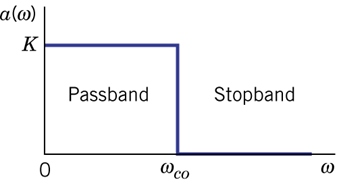 a(ω)
K
Passband Stopband
0 ω_co ω